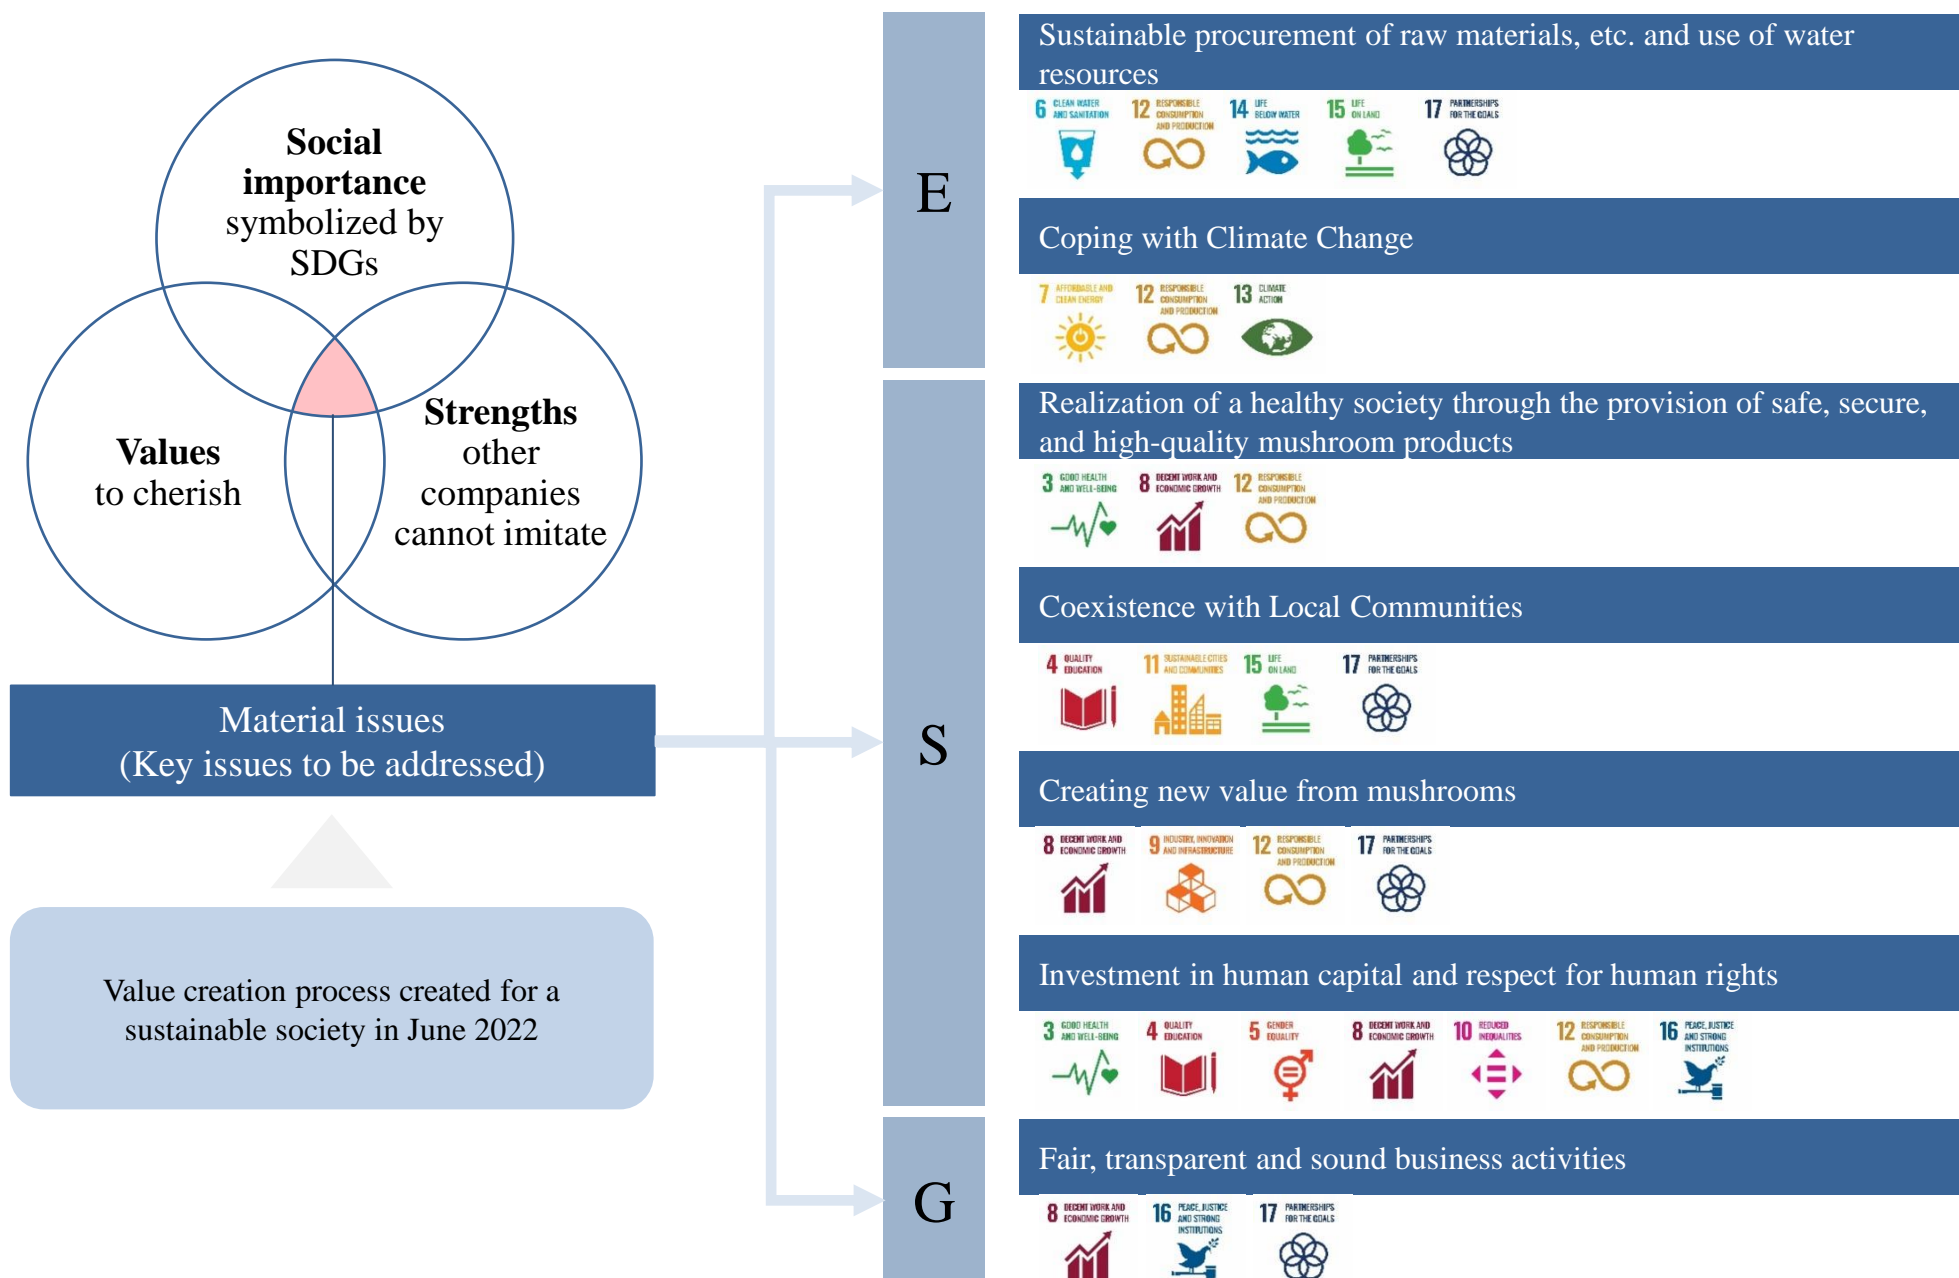 Social
importance
symbolized by
SDGs
Values
to cherish
Strengths
other
companies
cannot imitate
Material issues
(Key issues to be addressed)
Value creation process created for a
sustainable society in June 2022
E
Sustainable procurement of raw materials, etc. and use of water
resources
6 CLEAN WATER
AND SANITATION
12 RESPONSIBLE
CONSUMPTION
AND PRODUCTION
14 LIFE
BELOW WATER
15 LIFE
ON LAND
17 PARTNERSHIPS
FOR THE GOALS
Coping with Climate Change
7 AFFORDABLE AND
CLEAN ENERGY
12 RESPONSIBLE
CONSUMPTION
AND PRODUCTION
13 CLIMATE
ACTION
S
Realization of a healthy society through the provision of safe, secure,
and high-quality mushroom products
3 GOOD HEALTH
AND WELL-BEING
8 DECENT WORK AND
ECONOMIC GROWTH
12 RESPONSIBLE
CONSUMPTION
AND PRODUCTION
Coexistence with Local Communities
4 QUALITY
EDUCATION
11 SUSTAINABLE CITIES
AND COMMUNITIES
15 LIFE
ON LAND
17 PARTNERSHIPS
FOR THE GOALS
Creating new value from mushrooms
8 DECENT WORK AND
ECONOMIC GROWTH
9 INDUSTRY, INNOVATION
AND INFRASTRUCTURE
12 RESPONSIBLE
CONSUMPTION
AND PRODUCTION
17 PARTNERSHIPS
FOR THE GOALS
Investment in human capital and respect for human rights
3 GOOD HEALTH
AND WELL-BEING
4 QUALITY
EDUCATION
5 GENDER
EQUALITY
8 DECENT WORK AND
ECONOMIC GROWTH
10 REDUCED
INEQUALITIES
12 RESPONSIBLE
CONSUMPTION
AND PRODUCTION
16 PEACE, JUSTICE
AND STRONG
INSTITUTIONS
G
Fair, transparent and sound business activities
8 DECENT WORK AND
ECONOMIC GROWTH
16 PEACE, JUSTICE
AND STRONG
INSTITUTIONS
17 PARTNERSHIPS
FOR THE GOALS